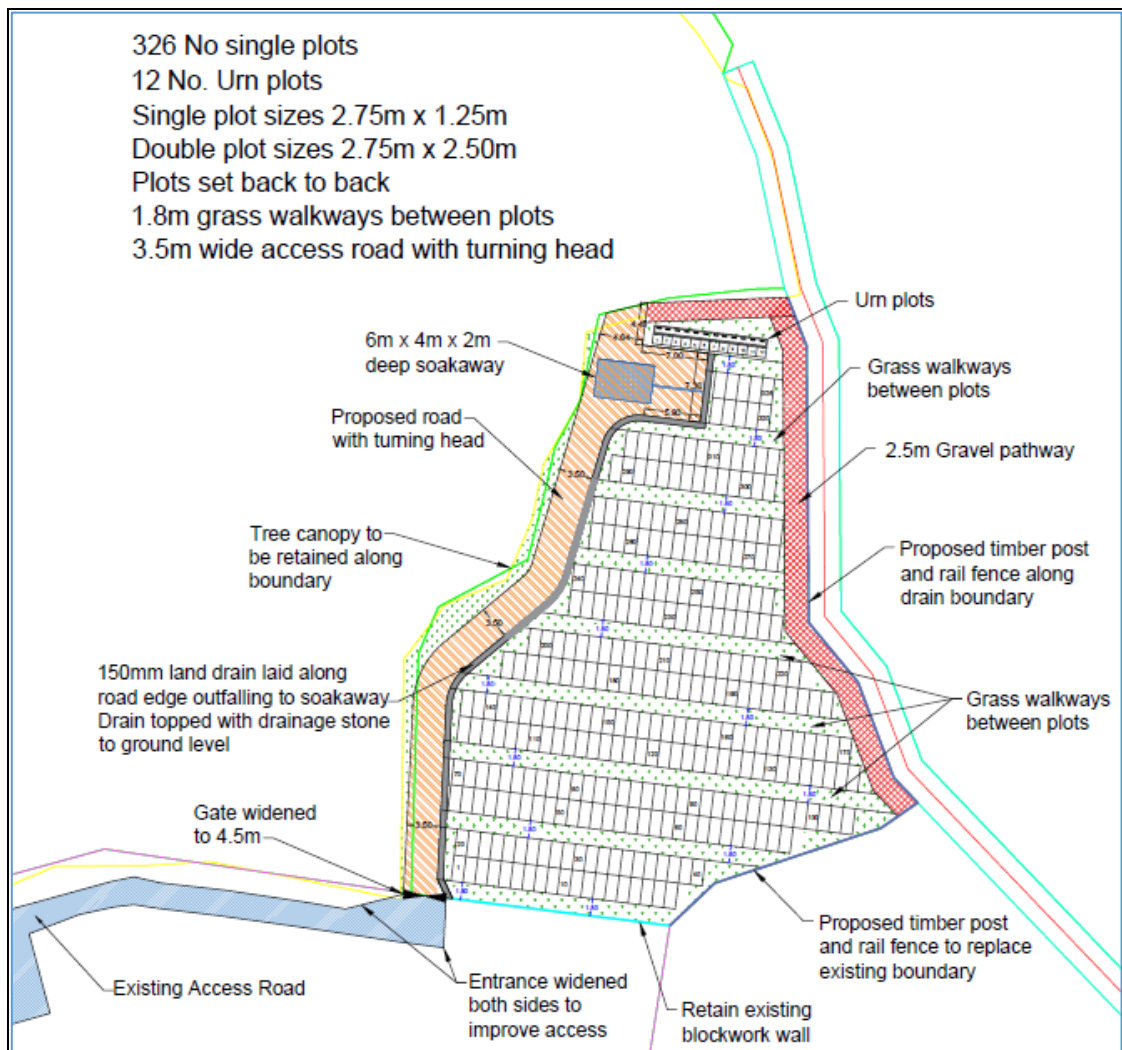 326 No single plots
12 No. Urn plots
Single plot sizes 2.75m x 1.25m
Double plot sizes 2.75m x 2.50m
Plots set back to back
1.8m grass walkways between plots
3.5m wide access road with turning head
Urn plots
6m x 4m x 2m
deep soakaway
Grass walkways
between plots
Proposed road
with turning head
2.5m Gravel pathway
Tree canopy to
be retained along
boundary
Proposed timber post
and rail fence along
drain boundary
150mm land drain laid along
road edge outfalling to soakaway
Drain topped with drainage stone
to ground level
Grass walkways
between plots
Gate widened
to 4.5m
Proposed timber post
and rail fence to replace
existing boundary
Existing Access Road
Entrance widened
both sides to
improve access
Retain existing
blockwork wall
3.50
3.50
3.50